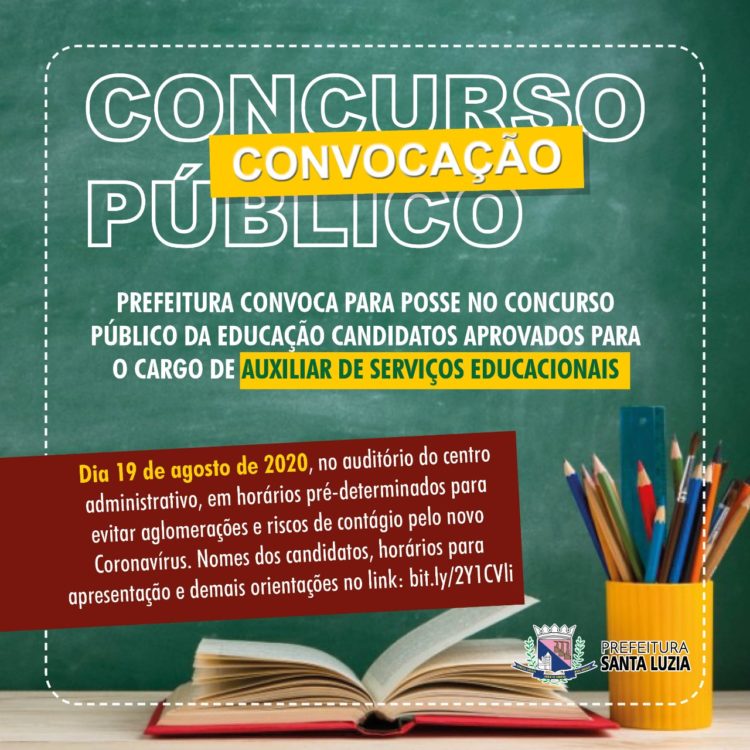 CONCURSO
CONVOCAÇÃO
PÚBLICO
PREFEITURA CONVOCA PARA POSSE NO CONCURSO
PÚBLICO DA EDUCAÇÃO CANDIDATOS APROVADOS PARA
O CARGO DE AUXILIAR DE SERVIÇOS EDUCACIONAIS
Dia 19 de agosto de 2020, no auditório do centro
administrativo, em horários pré-determinados para
evitar aglomerações e riscos de contágio pelo novo
Coronavírus. Nomes dos candidatos, horários para
apresentação e demais orientações no link: bit.ly/2Y1CVli
PREFEITURA
SANTA LUZIA